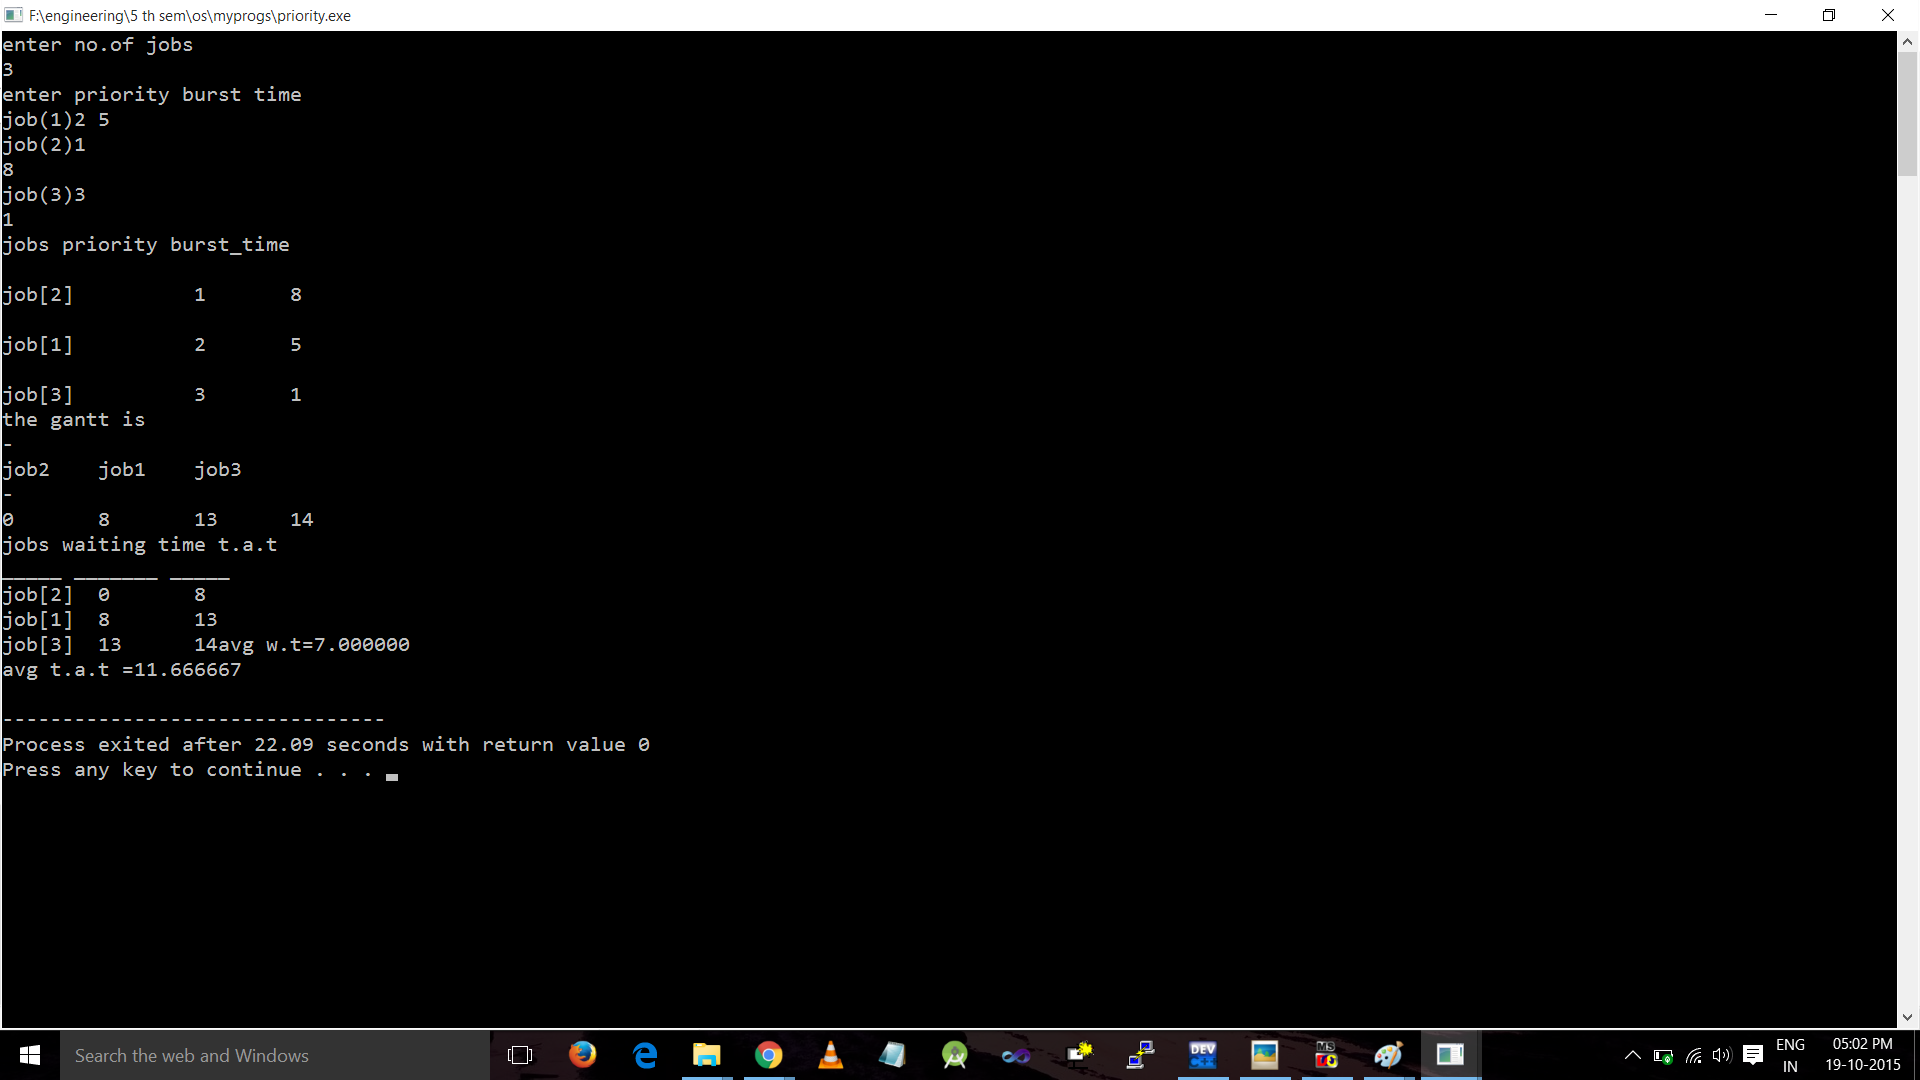 F:\engineering\5 th sem\os\myprogs\priority.exe
enter no.of jobs
3
enter priority burst time
job(1)2 5
job(2)1
8
job(3)3
1
jobs priority burst_time
job[2] 1 8
job[1] 2 5
job[3] 3 1
the gantt is
-
job2 job1 job3
-
0 8 13 14
jobs waiting time t.a.t
_____ _______ _____
job[2] 0 8
job[1] 8 13
job[3] 13 14avg w.t=7.000000
avg t.a.t =11.666667
--------------------------------
Process exited after 22.09 seconds with return value 0
Press any key to continue . . .
Search the web and Windows
DEV
MS
ENG
IN
05:02 PM
19-10-2015